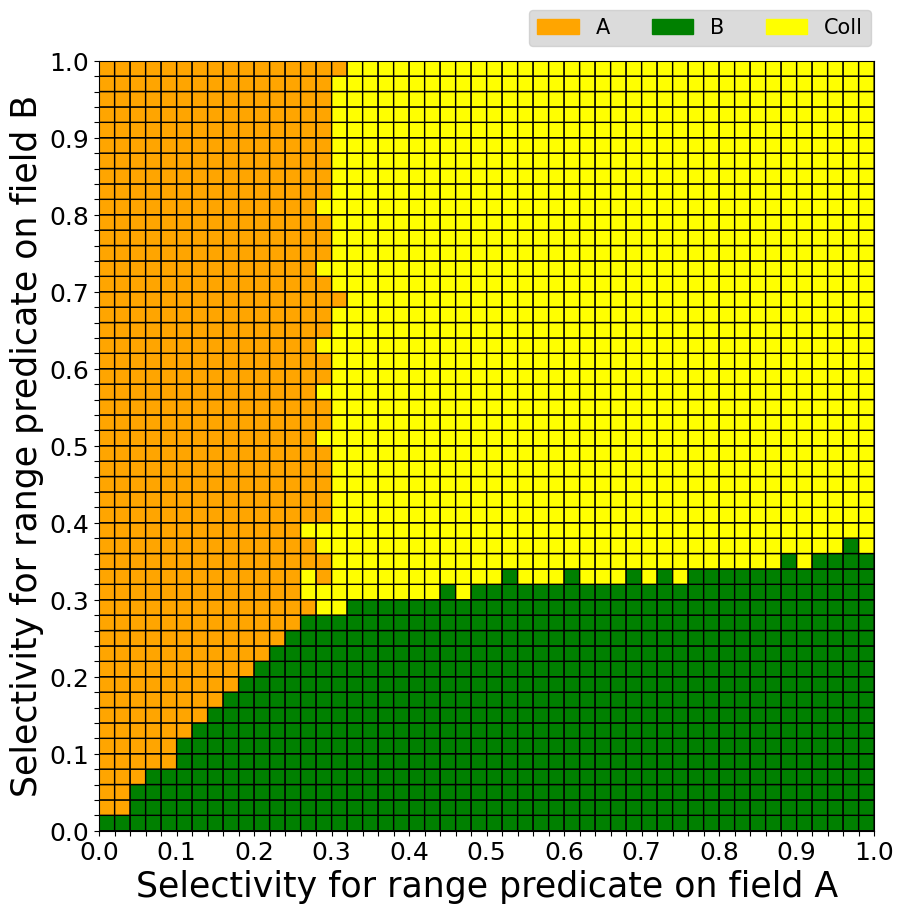 A B Coll
Selectivity for range predicate on field B
1.0
0.9
0.8
0.7
0.6
0.5
0.4
0.3
0.2
0.1
0.0
0.0 0.1 0.2 0.3 0.4 0.5 0.6 0.7 0.8 0.9 1.0
Selectivity for range predicate on field A